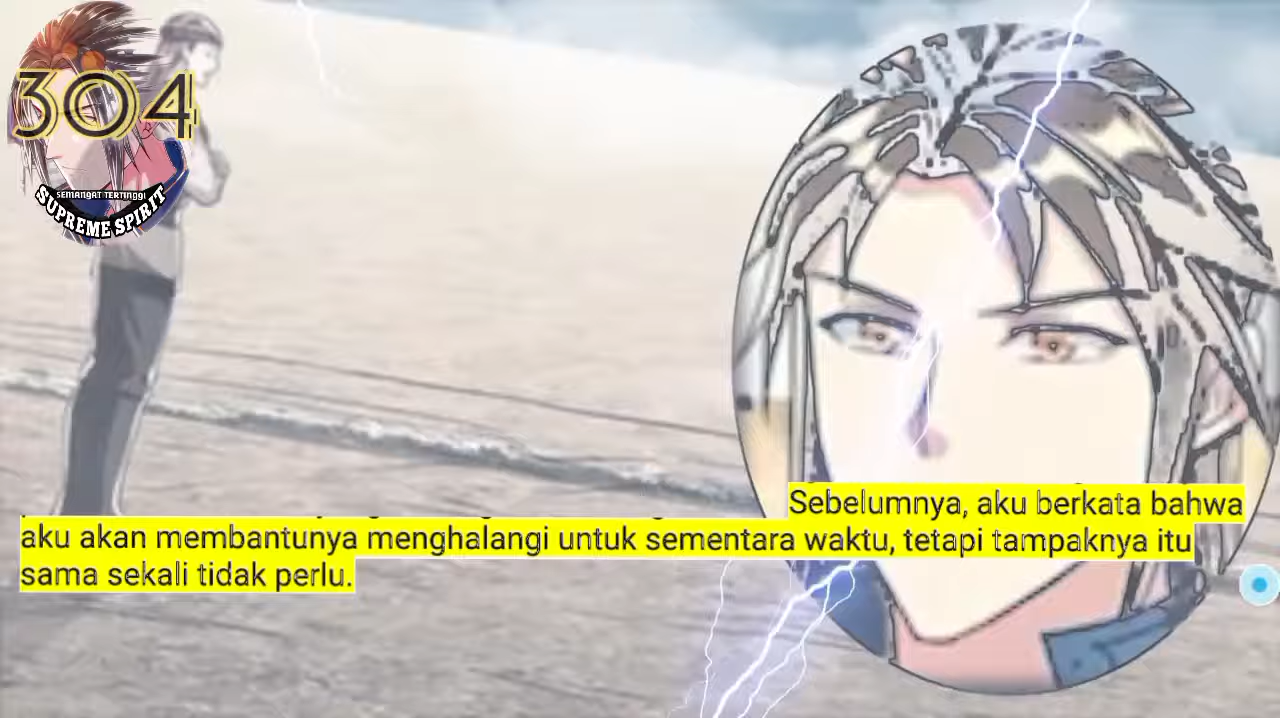 304
SEMANGAT TERTINGGI
SUPREME SPIRIT
Sebelumnya, aku berkata bahwa
aku akan membantunya menghalangi untuk sementara waktu, tetapi tampaknya itu
sama sekali tidak perlu.